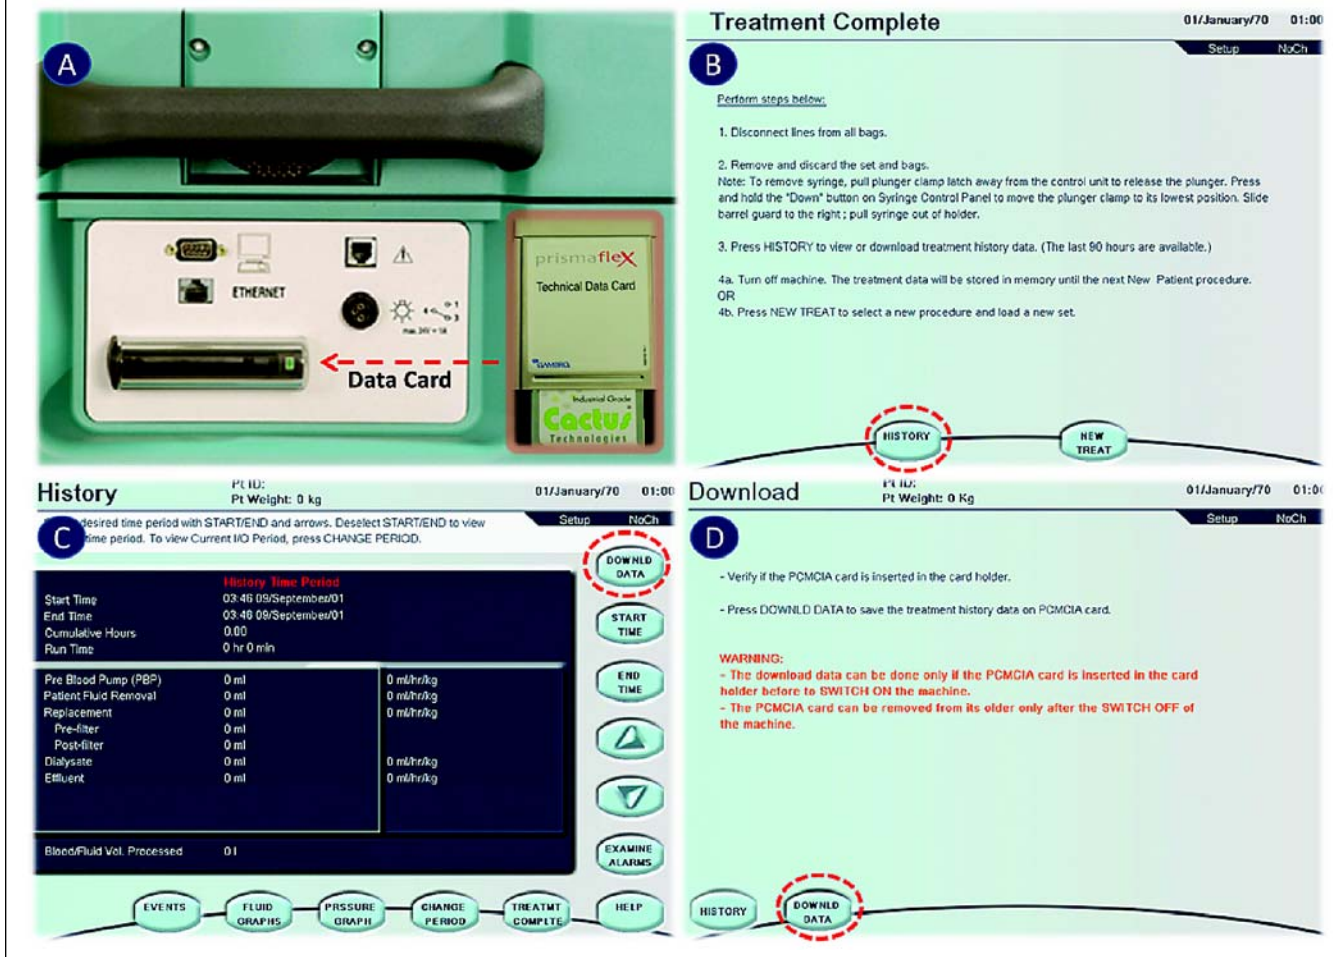 A
ETHERNET
max. 24V = 1A
Data Card
prismaflex
Technical Data Card
GAMBRO
Industrial Grade
Cactus
Technologies
Treatment Complete
01/January/70 01:00
Setup NoCh
B
Perform steps below:
1. Disconnect lines from all bags.
2. Remove and discard the set and bags.
Note: To remove syringe, pull plunger clamp latch away from the control unit to release the plunger. Press
and hold the "Down" button on Syringe Control Panel to move the plunger clamp to its lowest position. Slide
barrel guard to the right ; pull syringe out of holder.
3. Press HISTORY to view or download treatment history data. (The last 90 hours are available.)
4a. Turn off machine. The treatment data will be stored in memory until the next New Patient procedure.
OR
4b. Press NEW TREAT to select a new procedure and load a new set.
HISTORY
NEW
TREAT
History
Pt ID:
Pt Weight: 0 kg
01/January/70 01:00
Setup NoCh
C
desired time period with START/END and arrows. Deselect START/END to view
time period. To view Current I/O Period, press CHANGE PERIOD.
History Time Period
Start Time 03:46 09/September/01
End Time 03:46 09/September/01
Cumulative Hours 0.00
Run Time 0 hr 0 min
Pre Blood Pump (PBP) 0 ml 0 ml/hr/kg
Patient Fluid Removal 0 ml 0 ml/hr/kg
Replacement 0 ml 0 ml/hr/kg
Pre-filter 0 ml
Post-filter 0 ml
Dialysate 0 ml 0 ml/hr/kg
Effluent 0 ml 0 ml/hr/kg
Blood/Fluid Vol. Processed 0 l
DOWNLD
DATA
START
TIME
END
TIME
EXAMINE
ALARMS
EVENTS
FLUID
GRAPHS
PRSSURE
GRAPH
CHANGE
PERIOD
TREATMT
COMPLTE
HELP
Download
Pt ID:
Pt Weight: 0 Kg
01/January/70 01:0
Setup NoCh
D
- Verify if the PCMCIA card is inserted in the card holder.
- Press DOWNLD DATA to save the treatment history data on PCMCIA card.
WARNING:
- The download data can be done only if the PCMCIA card is inserted in the card
holder before to SWITCH ON the machine.
- The PCMCIA card can be removed from its older only after the SWITCH OFF of
the machine.
HISTORY
DOWNLD
DATA